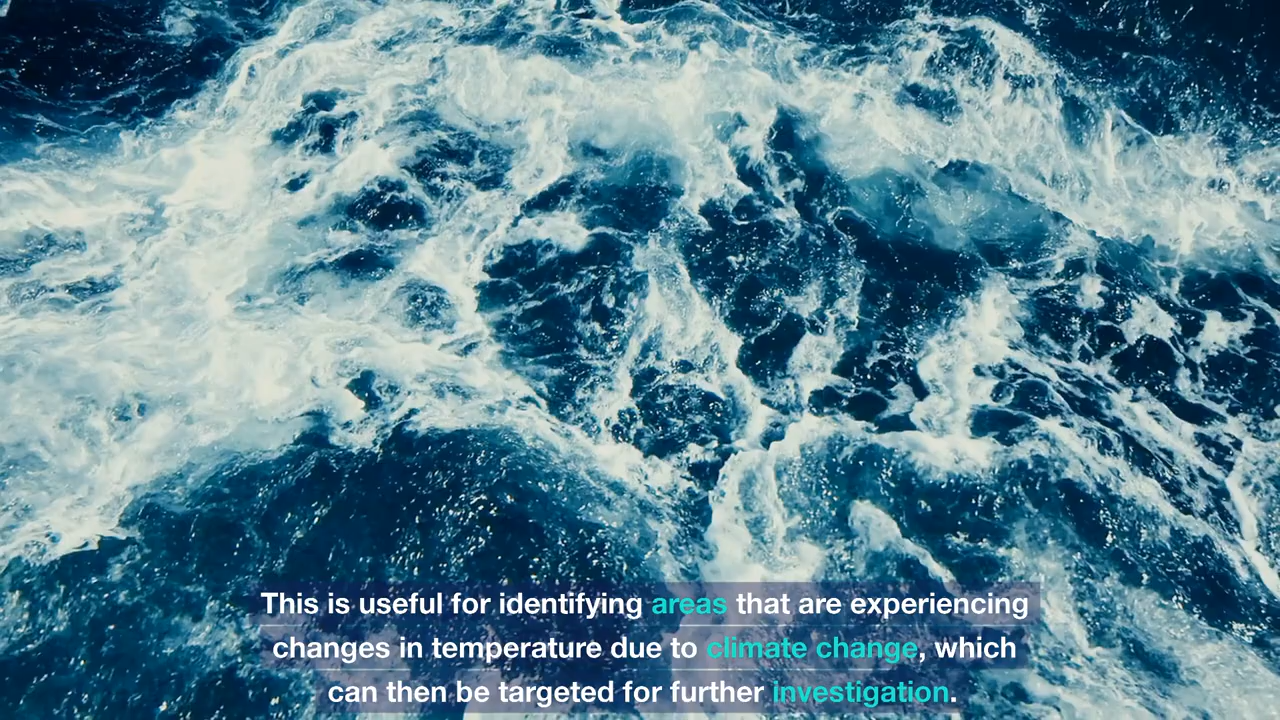 This is useful for identifying areas that are experiencing
changes in temperature due to climate change, which
can then be targeted for further investigation.